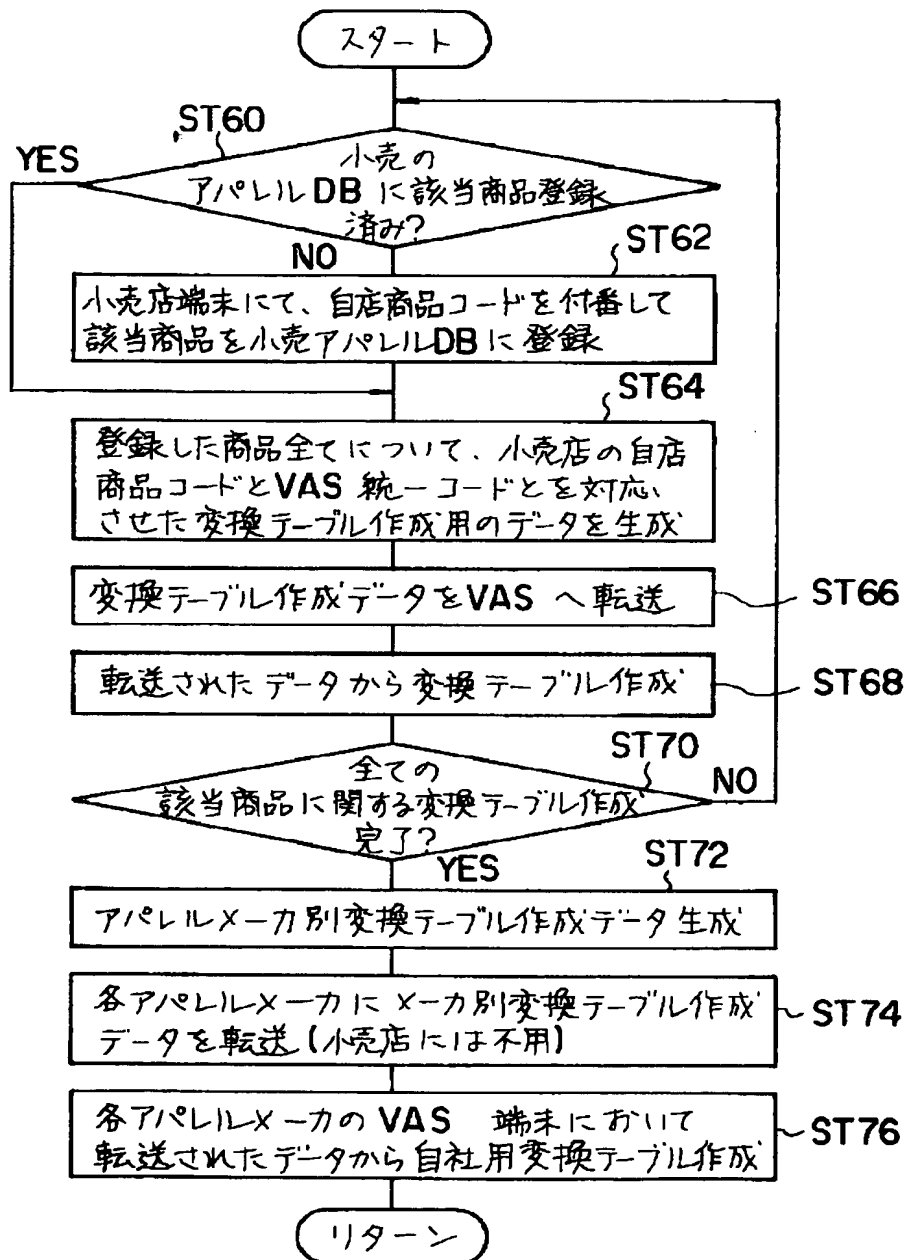 スタート
ST60
YES
小売の
アパレルDBに該当商品登録
済み?
NO
ST62
小売店端末にて、自店商品コードを付番して
該当商品を小売アパレルDBに登録
ST64
登録した商品全てについて、小売店の自店
商品コードとVAS統一コードとを対応
させた変換テーブル作成用のデータを生成
変換テーブル作成データをVASへ転送
ST66
転送されたデータから変換テーブル作成
ST68
ST70
全ての
該当商品に関する変換テーブル作成
完了?
NO
YES
ST72
アパレルメーカ別変換テーブル作成データ生成
各アパレルメーカにメーカ別変換テーブル作成
データを転送(小売店には不用)
ST74
各アパレルメーカのVAS 端末において
転送されたデータから自社用変換テーブル作成
ST76
リターン